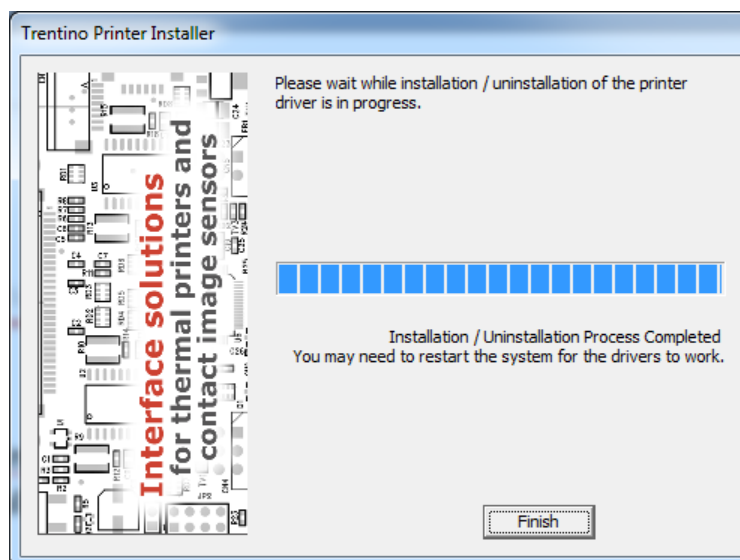 Trentino Printer Installer
Please wait while installation / uninstallation of the printer
driver is in progress.
Interface solutions
for thermal printers and
contact image sensors
Installation / Uninstallation Process Completed
You may need to restart the system for the drivers to work.
Finish